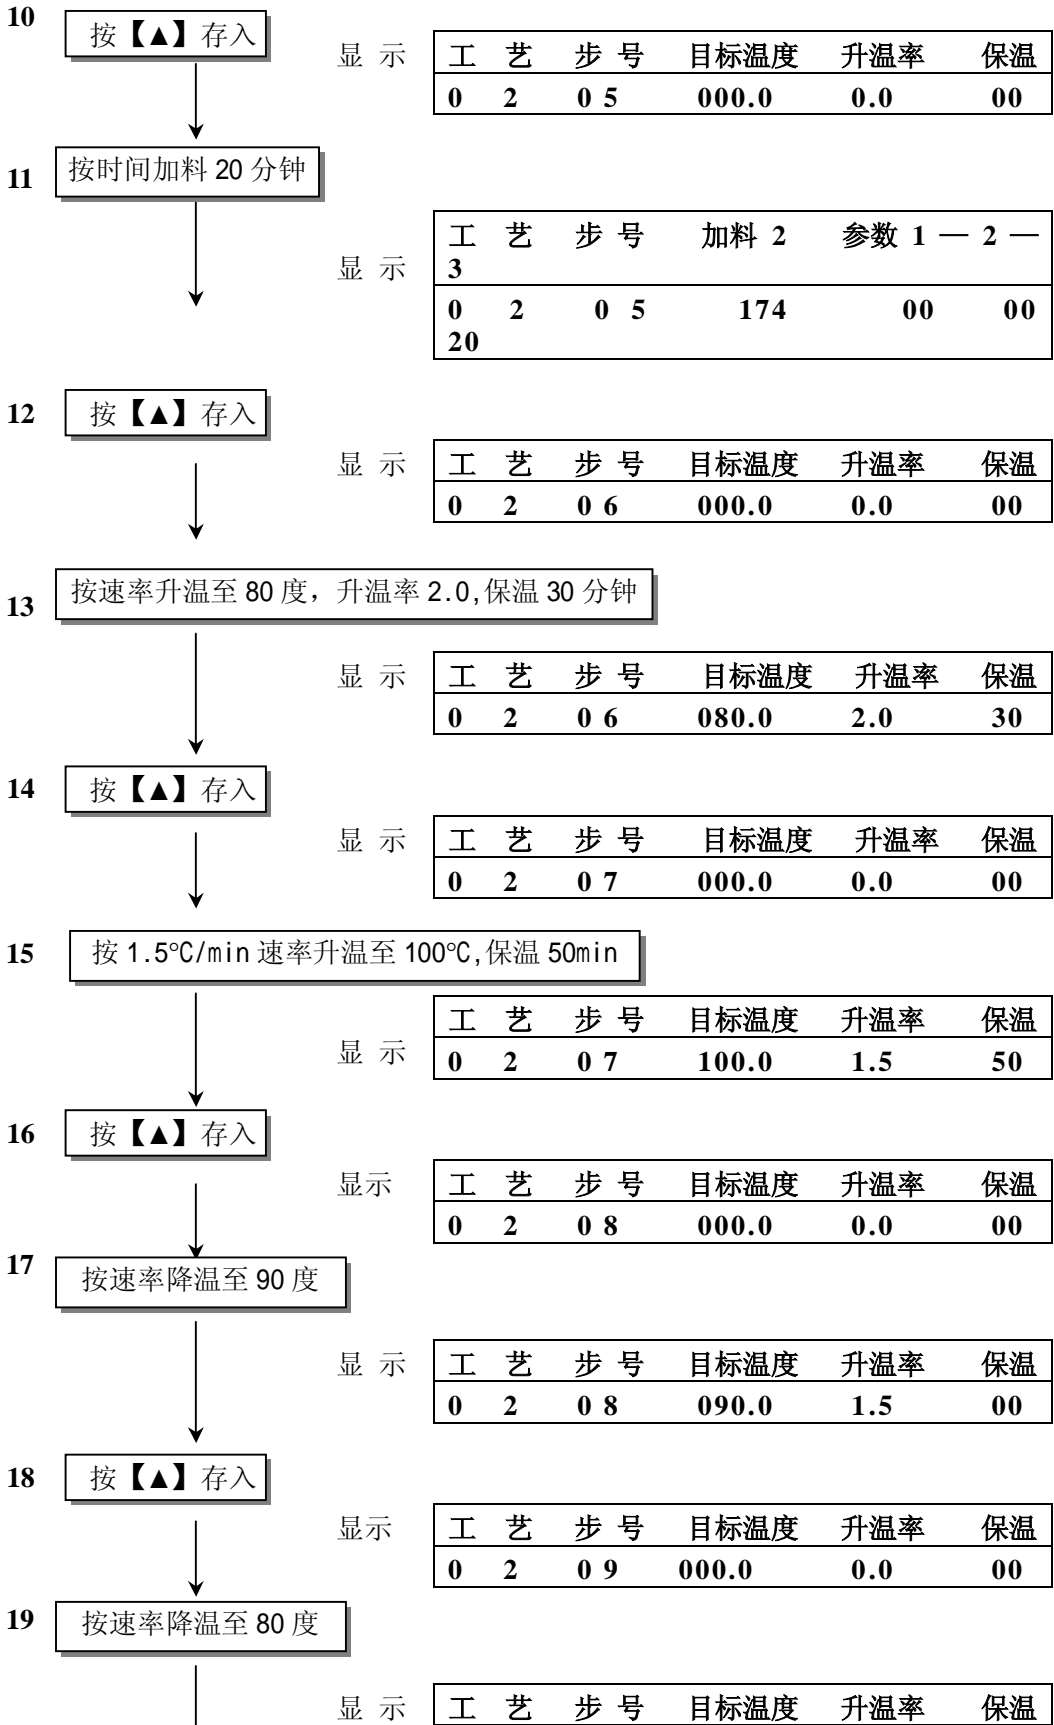 10
按【▲】存入
显 示
工 艺 步 号 目标温度 升温率 保温
0 2 0 5 000.0 0.0 00
11
按时间加料 20 分钟
显 示
工 艺 步 号 加料 2 参数 1 — 2 —
3
0 2 0 5 174 00 00
20
12
按【▲】存入
显 示
工 艺 步 号 目标温度 升温率 保温
0 2 0 6 000.0 0.0 00
13
按速率升温至 80 度，升温率 2.0,保温 30 分钟
显 示
工 艺 步 号 目标温度 升温率 保温
0 2 0 6 080.0 2.0 30
14
按【▲】存入
显 示
工 艺 步 号 目标温度 升温率 保温
0 2 0 7 000.0 0.0 00
15
按 1.5℃/min 速率升温至 100℃,保温 50min
显 示
工 艺 步 号 目标温度 升温率 保温
0 2 0 7 100.0 1.5 50
16
按【▲】存入
显示
工 艺 步 号 目标温度 升温率 保温
0 2 0 8 000.0 0.0 00
17
按速率降温至 90 度
显 示
工 艺 步 号 目标温度 升温率 保温
0 2 0 8 090.0 1.5 00
18
按【▲】存入
显示
工 艺 步 号 目标温度 升温率 保温
0 2 0 9 000.0 0.0 00
19
按速率降温至 80 度
显 示
工 艺 步 号 目标温度 升温率 保温